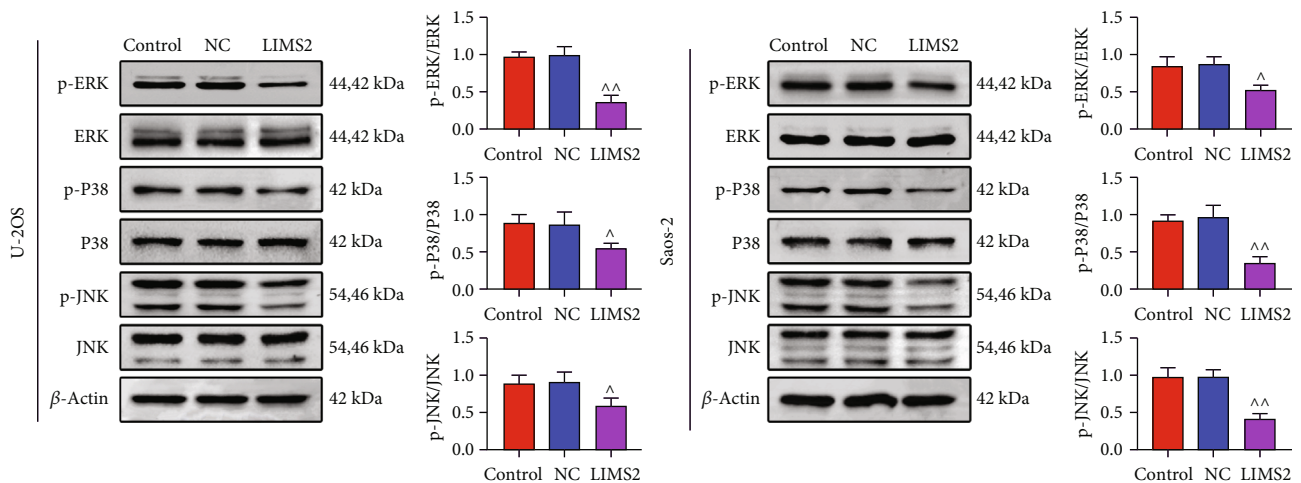 U-2OS
Control NC LIMS2
p-ERK 44,42 kDa
ERK 44,42 kDa
p-P38 42 kDa
P38 42 kDa
p-JNK 54,46 kDa
JNK 54,46 kDa
β-Actin 42 kDa
p-ERK/ERK
1.5
1.0
0.5
0.0
^^
Control NC LIMS2
p-P38/P38
1.5
1.0
0.5
0.0
^
Control NC LIMS2
p-JNK/JNK
1.5
1.0
0.5
0.0
^
Control NC LIMS2
Saos-2
Control NC LIMS2
p-ERK 44,42 kDa
ERK 44,42 kDa
p-P38 42 kDa
P38 42 kDa
p-JNK 54,46 kDa
JNK 54,46 kDa
β-Actin 42 kDa
p-ERK/ERK
1.5
1.0
0.5
0.0
^
Control NC LIMS2
p-P38/P38
1.5
1.0
0.5
0.0
^^
Control NC LIMS2
p-JNK/JNK
1.5
1.0
0.5
0.0
^^
Control NC LIMS2